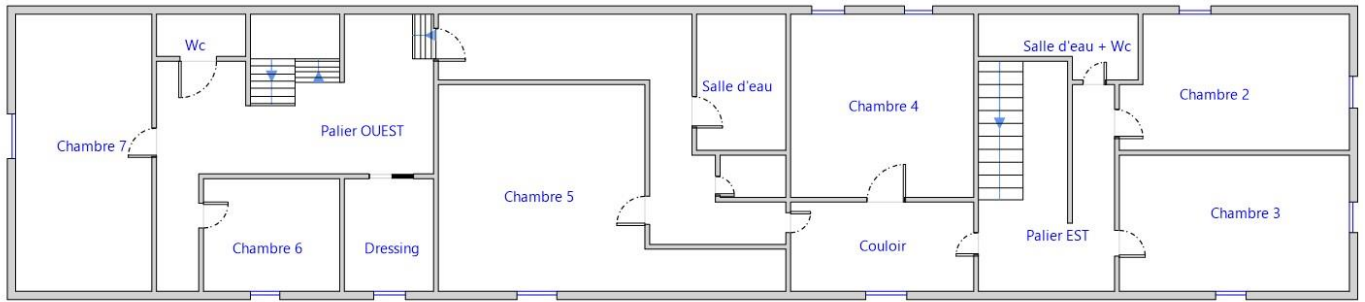 Wc
Salle d'eau + Wc
Salle d'eau
Chambre 2
Chambre 4
Palier OUEST
Chambre 7
Chambre 5
Chambre 3
Palier EST
Chambre 6
Dressing
Couloir